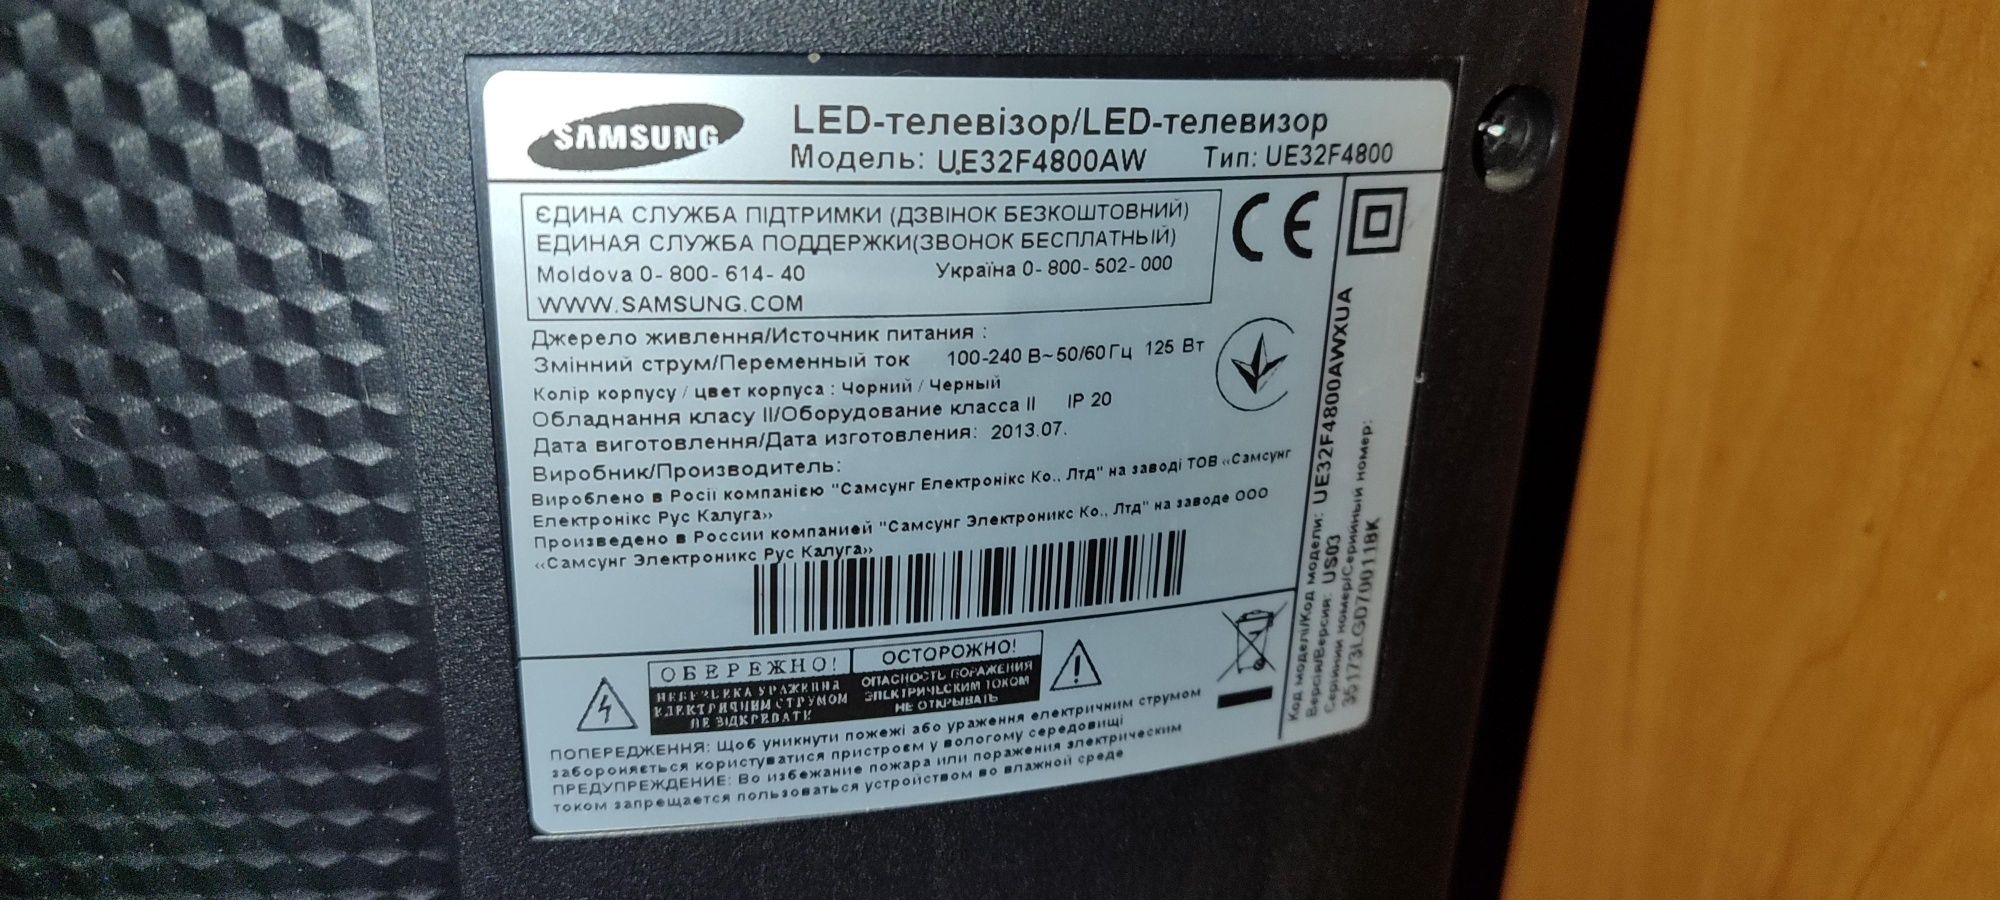 SAMSUNG
LED-телевізор/LED-телевизор
Модель: UE32F4800AW Тип: UE32F4800
ЄДИНА СЛУЖБА ПІДТРИМКИ (ДЗВІНОК БЕЗКОШТОВНИЙ)
ЕДИНАЯ СЛУЖБА ПОДДЕРЖКИ(ЗВОНОК БЕСПЛАТНЫЙ)
Moldova 0- 800- 614- 40 Україна 0- 800- 502- 000
WWW.SAMSUNG.COM
CE
Джерело живлення/Источник питания :
Змінний струм/Переменный ток 100-240 В~50/60 Гц 125 Вт
Колір корпусу / цвет корпуса : Чорний / Черный
Обладнання класу II/Оборудование класса II IP 20
Дата виготовлення/Дата изготовления: 2013.07.
Виробник/Производитель:
Вироблено в Росії компанією "Самсунг Електронікс Ко., Лтд" на заводі ТОВ «Самсунг
Електронікс Рус Калуга»
Произведено в России компанией "Самсунг Электроникс Ко., Лтд" на заводе ООО
«Самсунг Электроникс Рус Калуга»
ОБЕРЕЖНО! ОСТОРОЖНО!
НЕБЕЗПЕКА УРАЖЕННЯ ОПАСНОСТЬ ПОРАЖЕНИЯ
ЕЛЕКТРИЧНИМ СТРУМОМ ЭЛЕКТРИЧЕСКИМ ТОКОМ
НЕ ВІДКРЕВАТИ НЕ ОТКРЫВАТЬ
ПОПЕРЕДЖЕННЯ: Щоб уникнути пожежі або ураження електричним струмом
забороняється користуватися пристроєм у вологому середовищі
ПРЕДУПРЕЖДЕНИЕ: Во избежание пожара или поражения электрическим
током запрещается пользоваться устройством во влажной среде
Код моделі/Код модели: UE32F4800AWXUA
Версія/Версия: US03
Серійний номер/Серийный номер:
35173LGD700118K